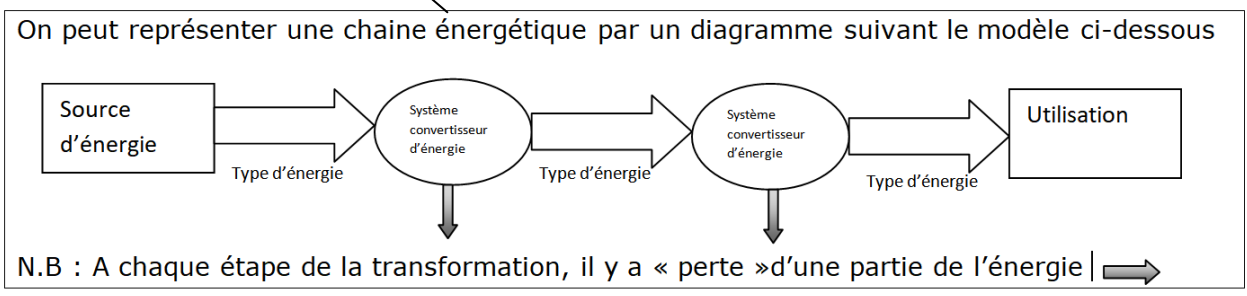 On peut représenter une chaine énergétique par un diagramme suivant le modèle ci-dessous
Source
d’énergie
Type d’énergie
Système
convertisseur
d’énergie
Type d’énergie
Système
convertisseur
d’énergie
Type d’énergie
Utilisation
N.B : A chaque étape de la transformation, il y a « perte »d’une partie de l’énergie